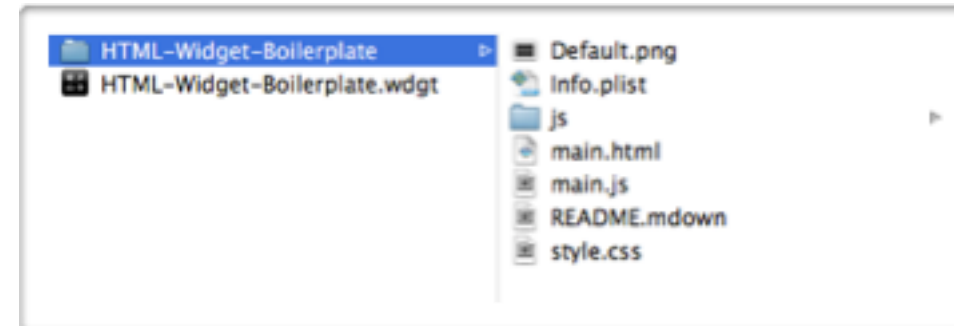 HTML-Widget-Boilerplate
HTML-Widget-Boilerplate.wdgt
Default.png
Info.plist
js
main.html
main.js
README.mdown
style.css